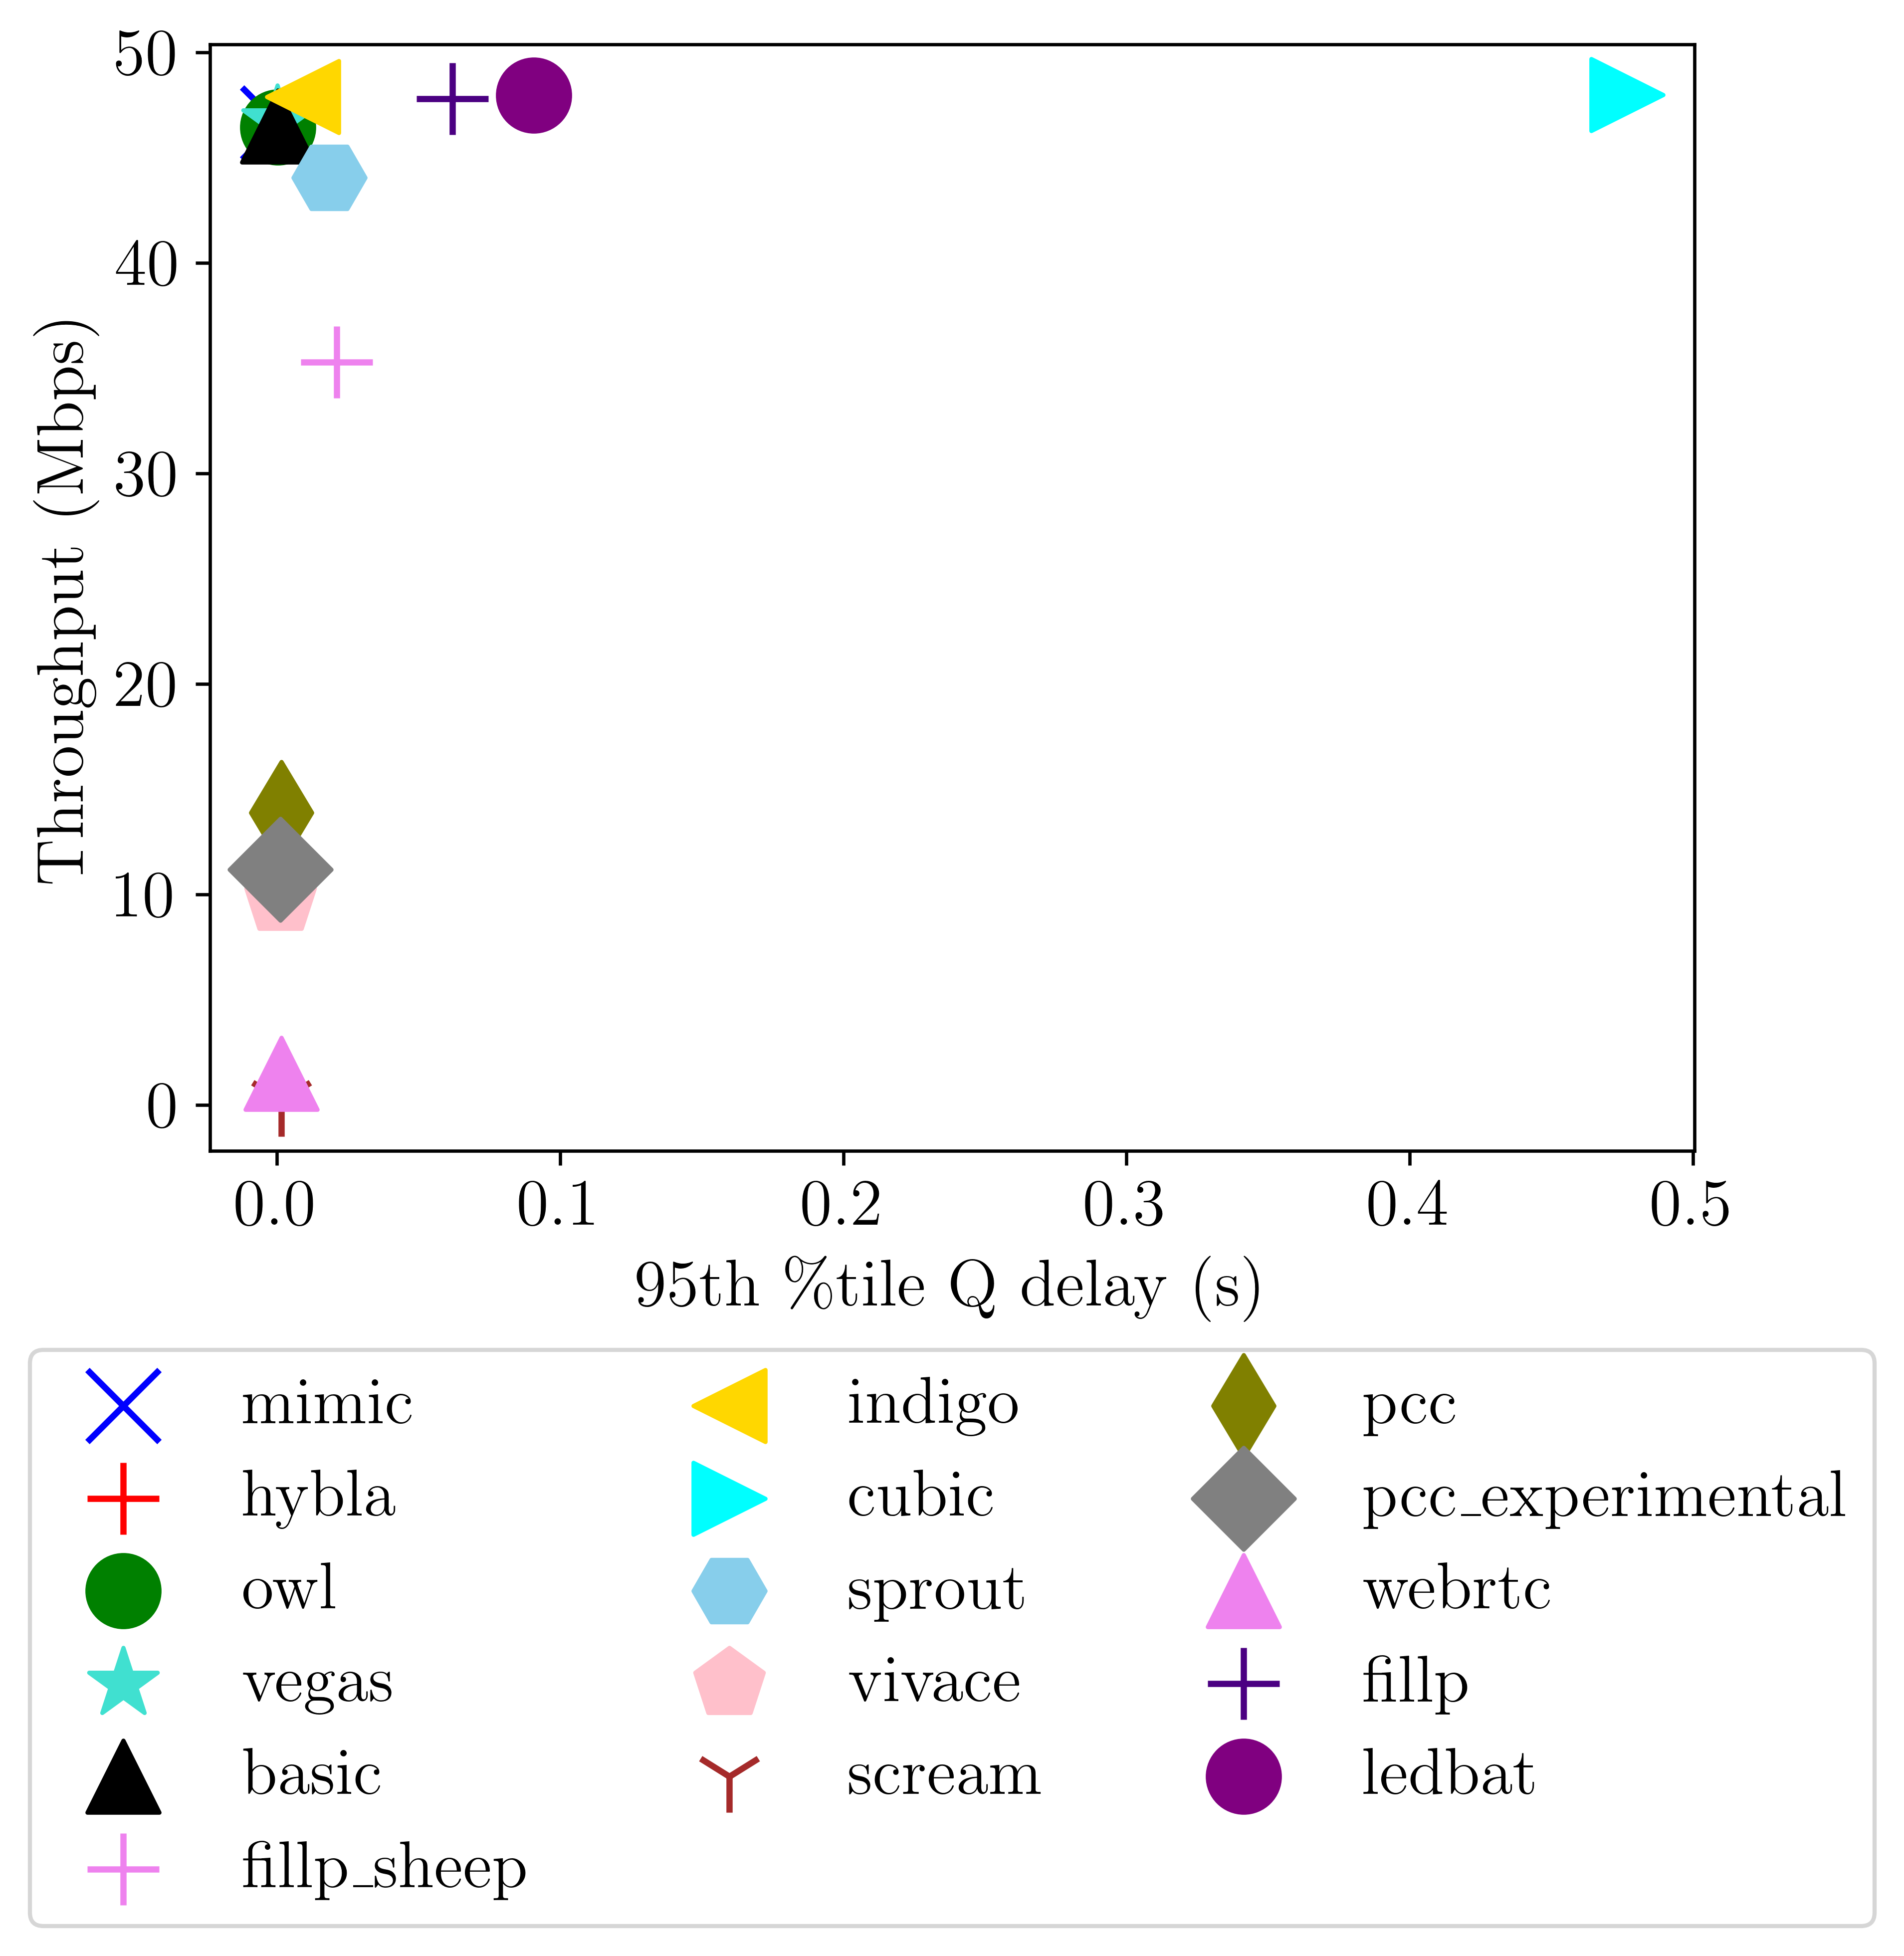 50
40
30
20
10
0
Throughput (Mbps)
0.0 0.1 0.2 0.3 0.4 0.5
95th %tile Q delay (s)
mimic
hybla
owl
vegas
basic
fillp_sheep
indigo
cubic
sprout
vivace
scream
pcc
pcc_experimental
webrtc
fillp
ledbat